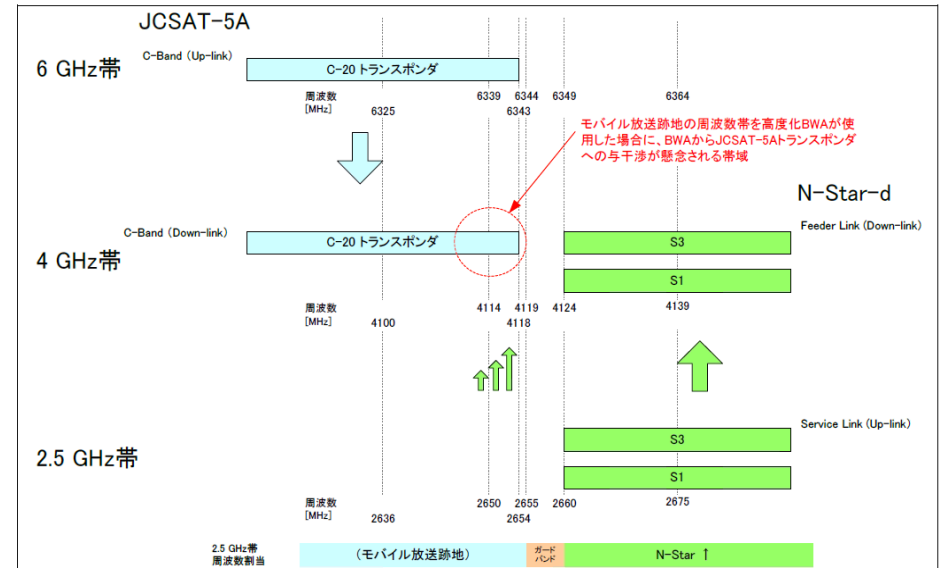 JCSAT-5A
6 GHz帯
C-Band (Up-link)
C-20 トランスポンダ
周波数
[MHz]
6325
6339
6344
6343
6349
6364
モバイル放送跡地の周波数帯を高度化BWAが使
用した場合に、BWAからJCSAT-5Aトランスポンダ
への与干渉が懸念される帯域
N-Star-d
C-Band (Down-link)
4 GHz帯
C-20 トランスポンダ
Feeder Link (Down-link)
S3
S1
周波数
[MHz]
4100
4114
4119
4118
4124
4139
Service Link (Up-link)
2.5 GHz帯
S3
S1
周波数
[MHz]
2636
2650
2655
2654
2660
2675
2.5 GHz帯
周波数割当
(モバイル放送跡地)
ガード
バンド
N-Star ↑